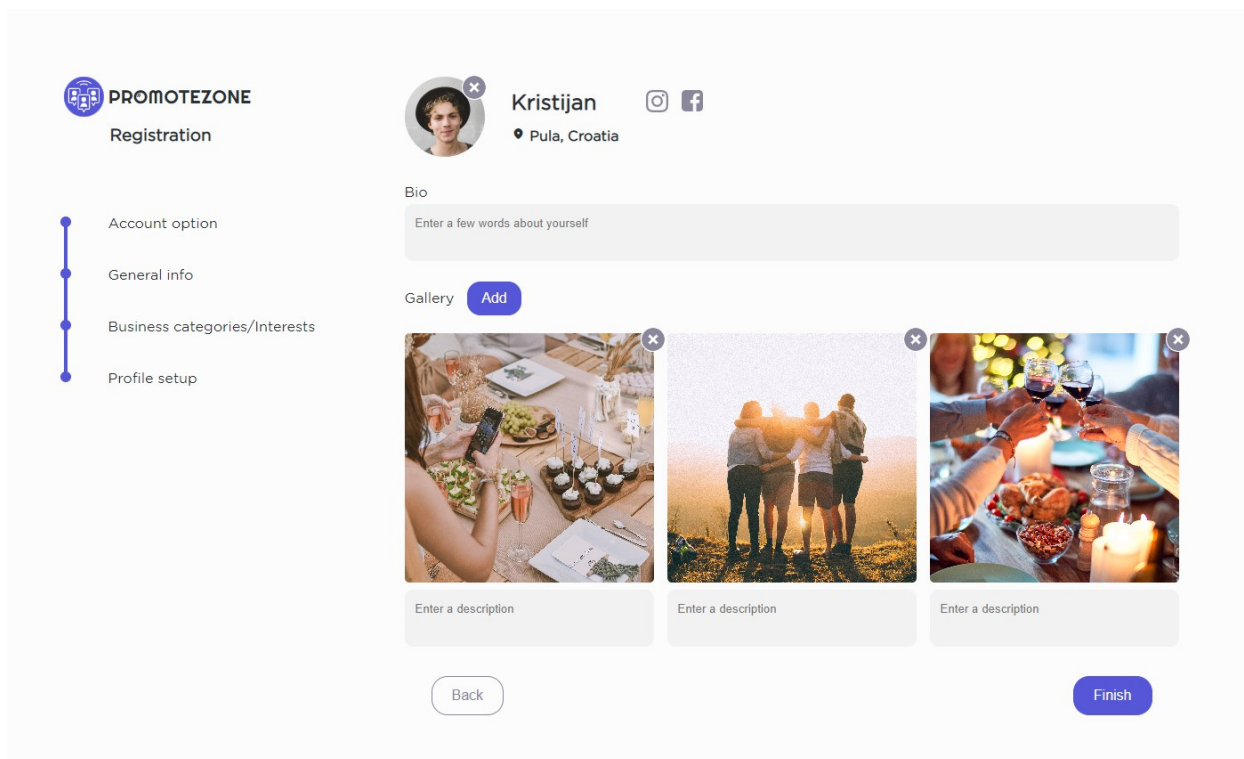 PROMOTEZONE
Registration
Account option
General info
Business categories/Interests
Profile setup
Kristijan
Pula, Croatia
Bio
Enter a few words about yourself
Gallery
Add
Enter a description
Enter a description
Enter a description
Back
Finish